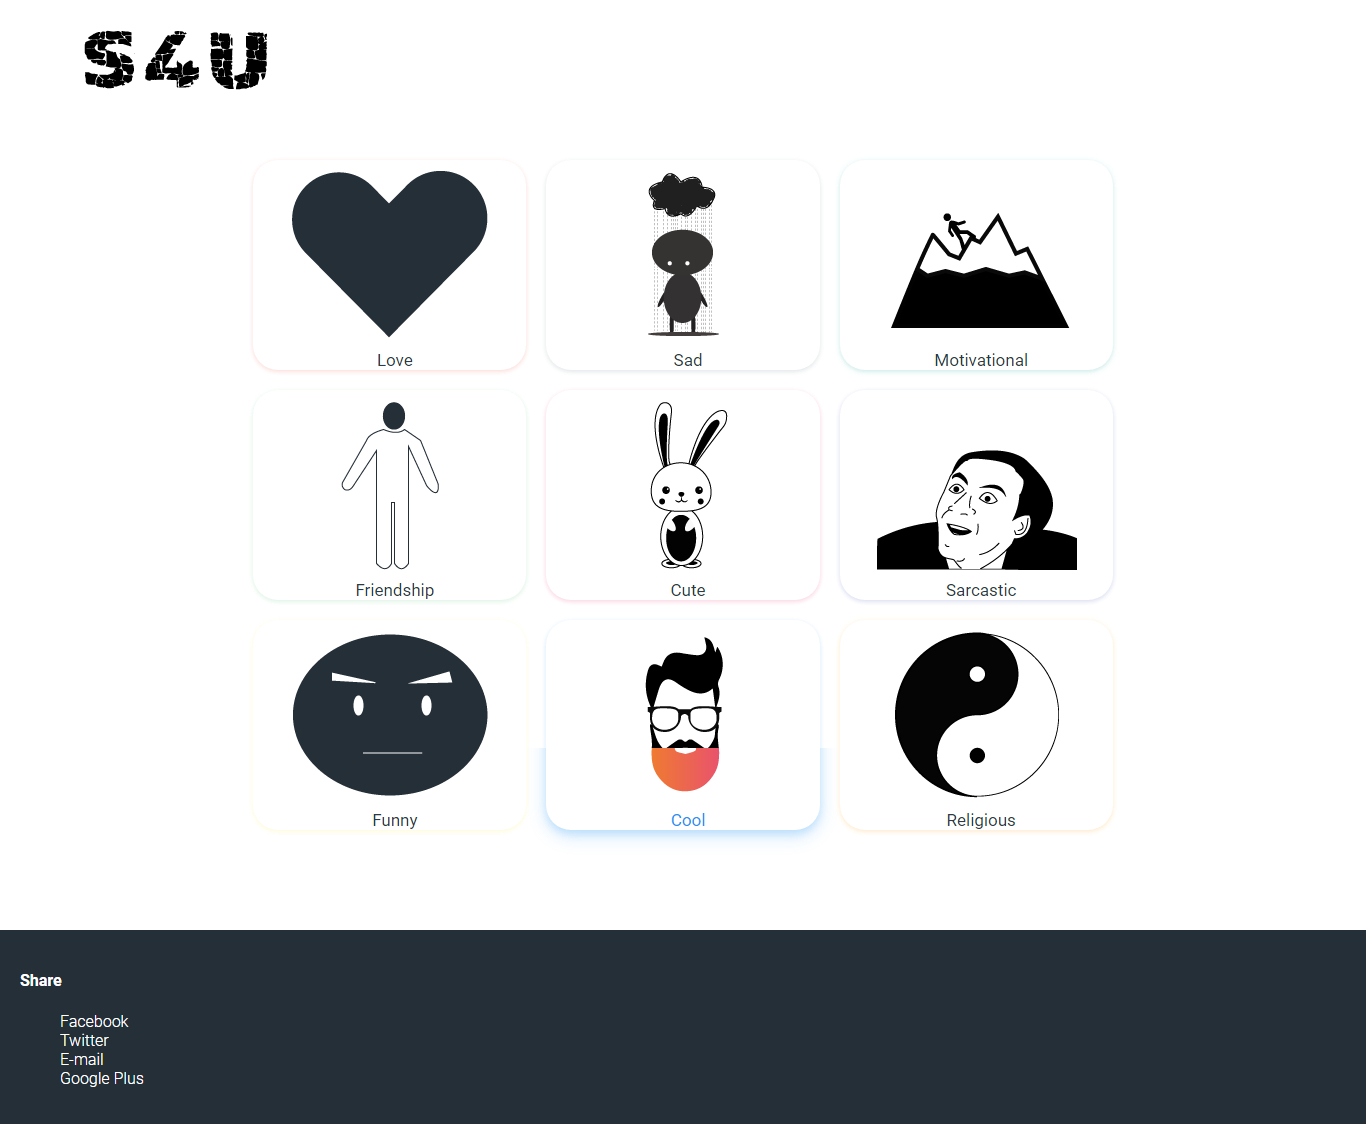 S4U
Love
Sad
Motivational
Friendship
Cute
Sarcastic
Funny
Cool
Religious
Share
Facebook
Twitter
E-mail
Google Plus